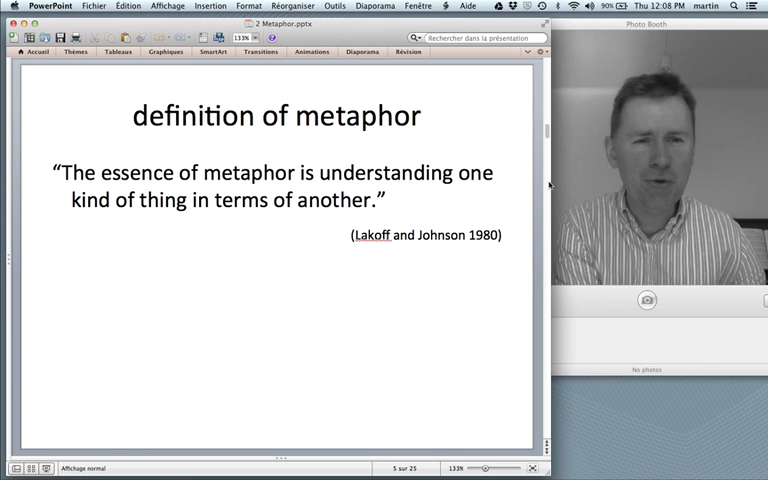 PowerPoint Fichier Édition Affichage Insertion Format Réorganiser Outils Diaporama Fenêtre Aide 90% Thu 12:08 PM martin
2 Metaphor.pptx
Photo Booth
133%
Rechercher dans la présentation
Accueil Thèmes Tableaux Graphiques SmartArt Transitions Animations Diaporama Révision
definition of metaphor
“The essence of metaphor is understanding one
kind of thing in terms of another.”
(Lakoff and Johnson 1980)
No photos
Affichage normal 5 sur 25 133%